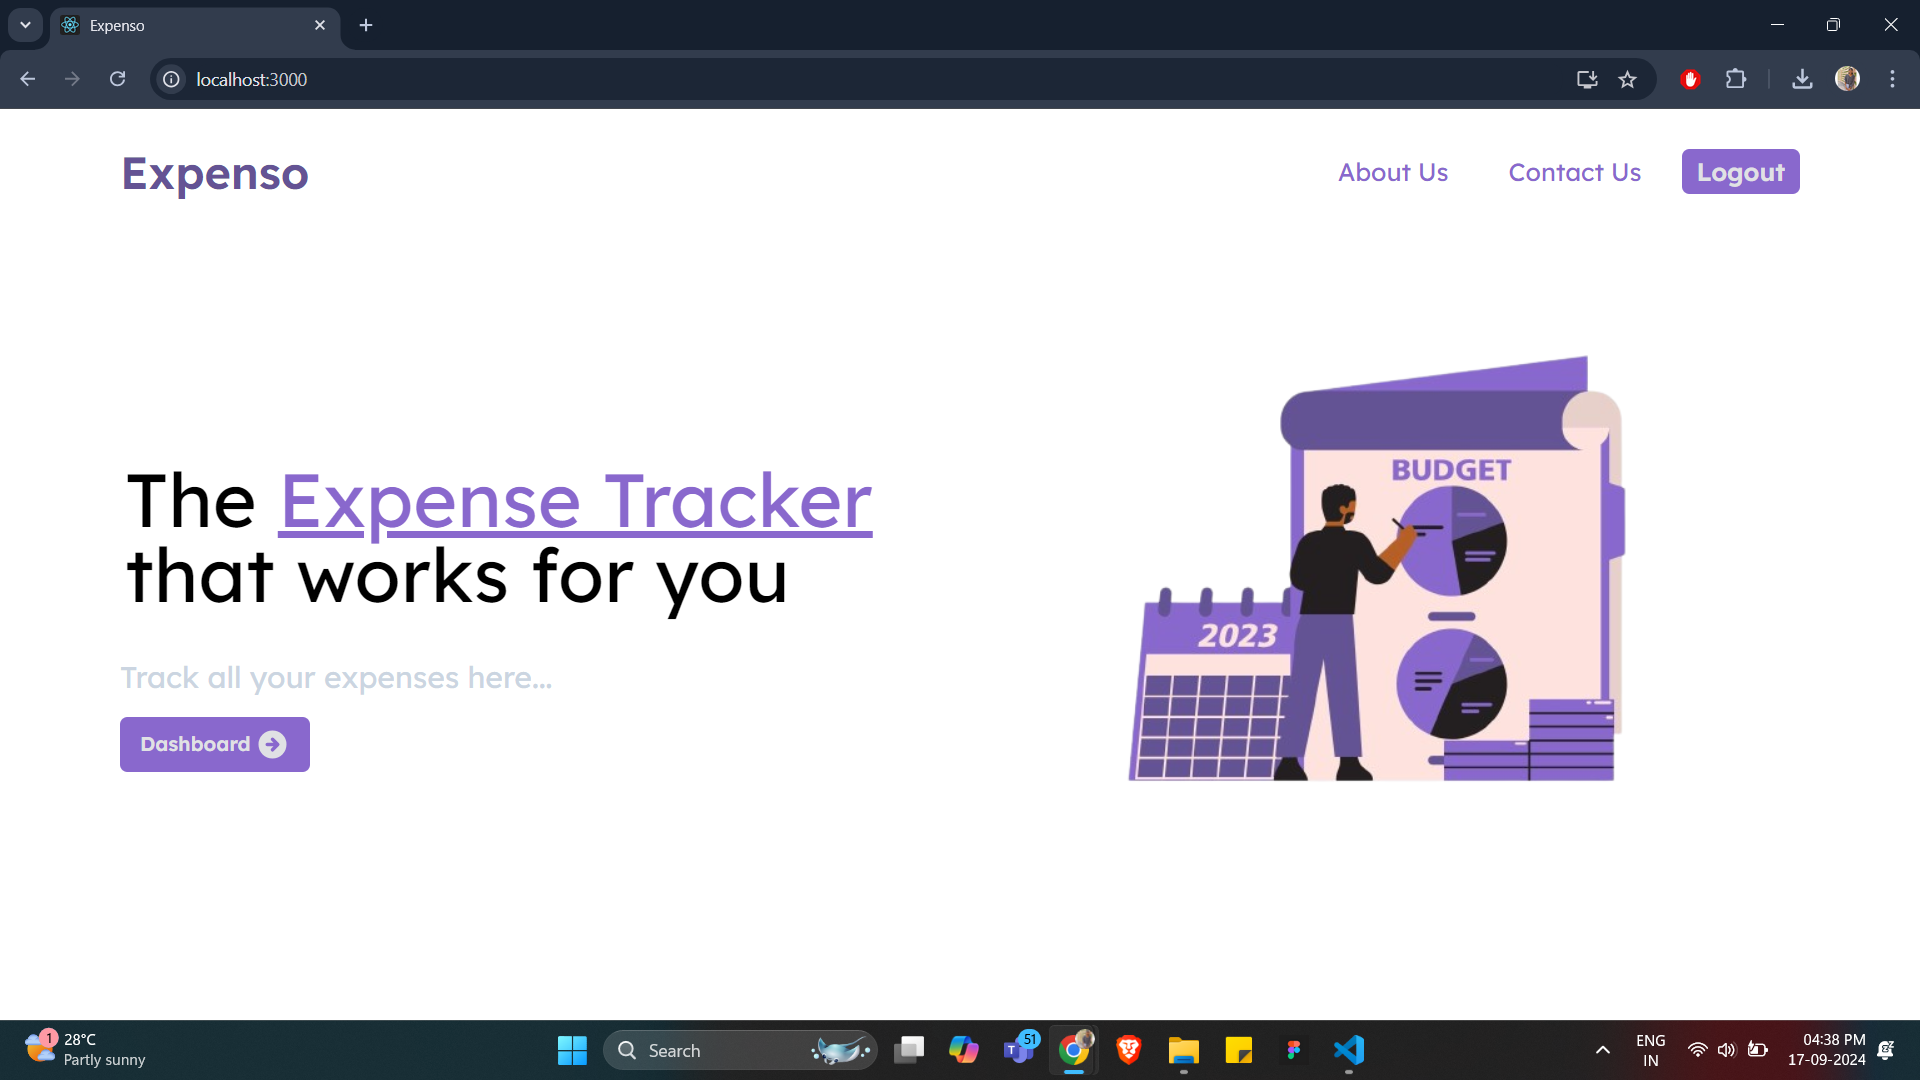 Expenso
localhost:3000
Expenso
About Us
Contact Us
Logout
The Expense Tracker
that works for you
Track all your expenses here...
Dashboard
BUDGET
2023
1
28°C
Partly sunny
Search
T
51
ENG
IN
04:38 PM
17-09-2024